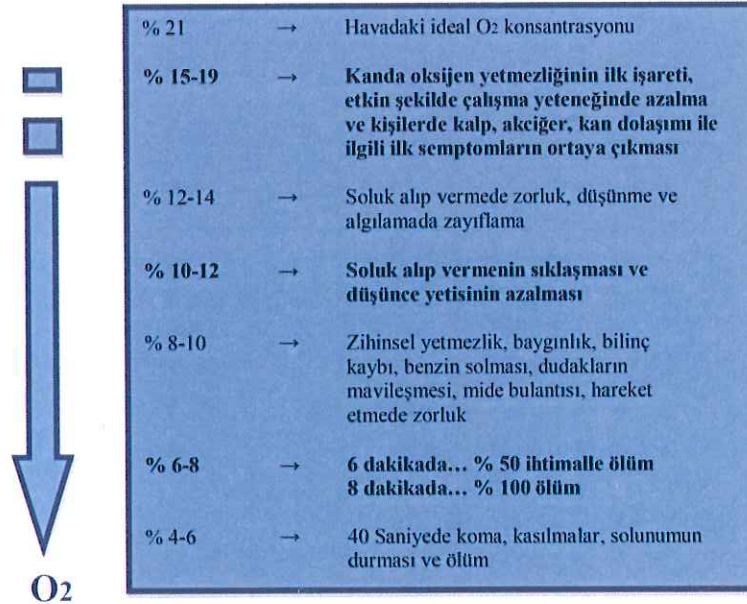 % 21 → Havadaki ideal O2 konsantrasyonu
% 15-19 → Kanda oksijen yetmezliğinin ilk işareti,
etkin şekilde çalışma yeteneğinde azalma
ve kişilerde kalp, akciğer, kan dolaşımı ile
ilgili ilk semptomların ortaya çıkması
% 12-14 → Soluk alıp vermede zorluk, düşünme ve
algılamada zayıflama
% 10-12 → Soluk alıp vermenin sıklaşması ve
düşünce yetisinin azalması
% 8-10 → Zihinsel yetmezlik, baygınlık, bilinç
kaybı, benzin solması, dudakların
mavileşmesi, mide bulantısı, hareket
etmede zorluk
% 6-8 → 6 dakikada... % 50 ihtimalle ölüm
8 dakikada... % 100 ölüm
% 4-6 → 40 Saniyede koma, kasılmalar, solunumun
durması ve ölüm
O2